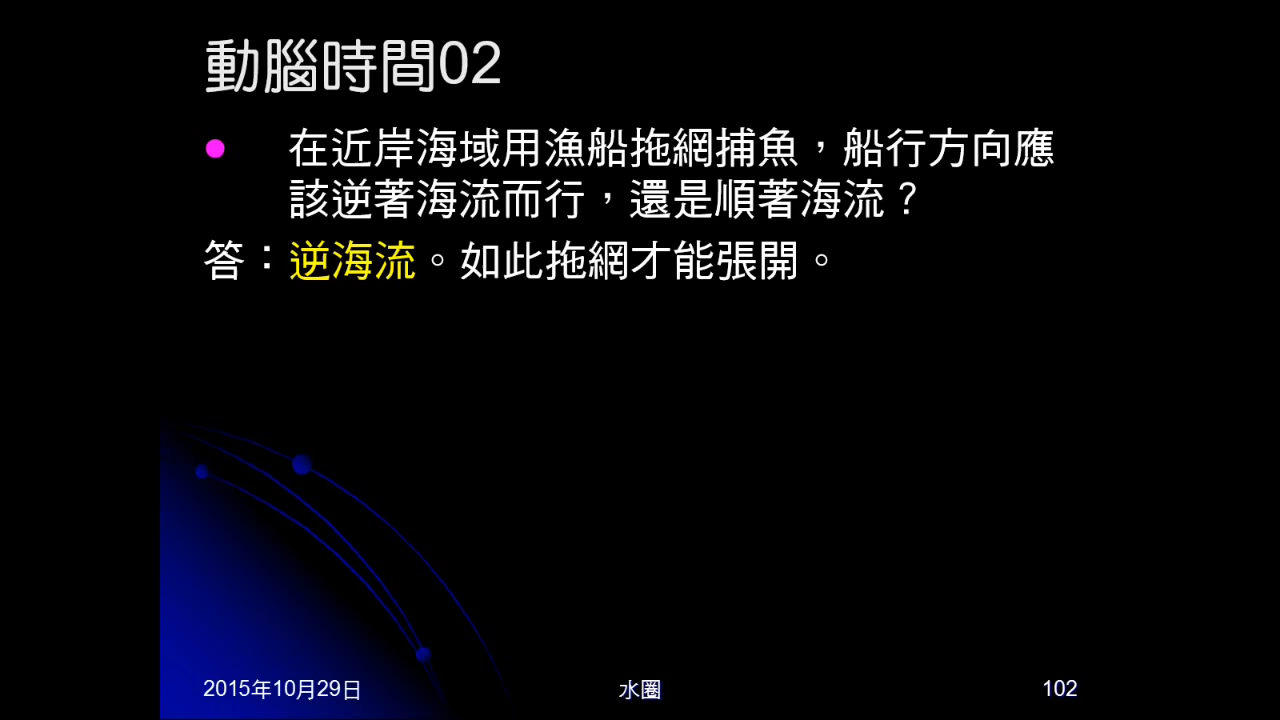 動腦時間02
在近岸海域用漁船拖網捕魚，船行方向應
該逆著海流而行，還是順著海流？
答：逆海流。如此拖網才能張開。
2015年10月29日
水圈
102